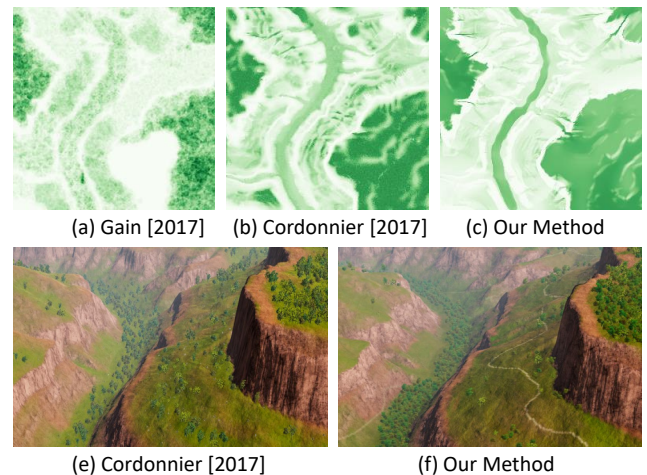 (a) Gain [2017] (b) Cordonnier [2017] (c) Our Method
(e) Cordonnier [2017] (f) Our Method